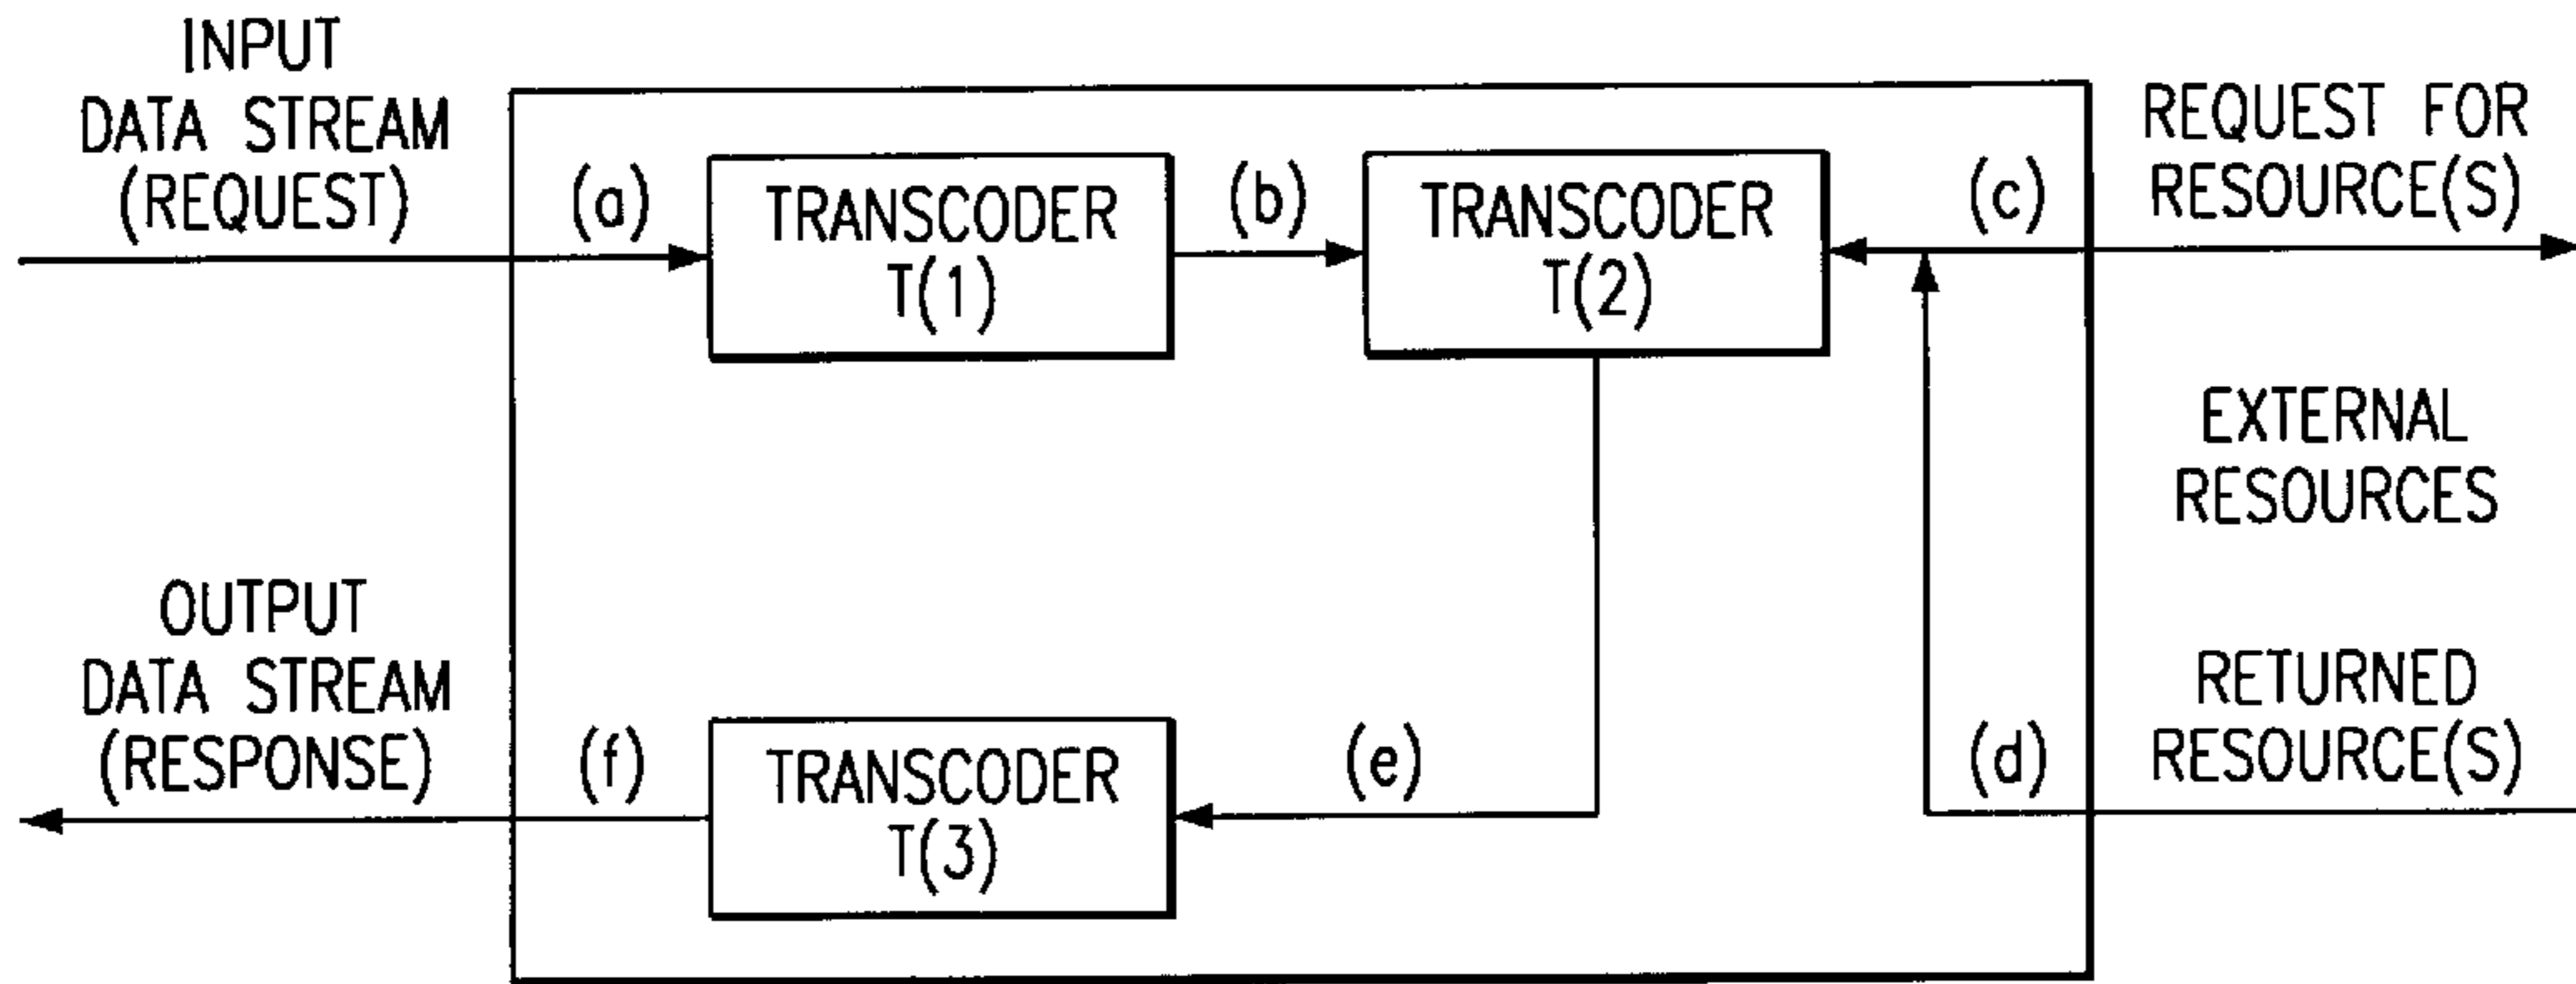 INPUT
DATA STREAM
(REQUEST)
(a)
TRANSCODER
T(1)
(b)
TRANSCODER
T(2)
(c)
REQUEST FOR
RESOURCE(S)
EXTERNAL
RESOURCES
OUTPUT
DATA STREAM
(RESPONSE)
(f)
TRANSCODER
T(3)
(e)
(d)
RETURNED
RESOURCE(S)